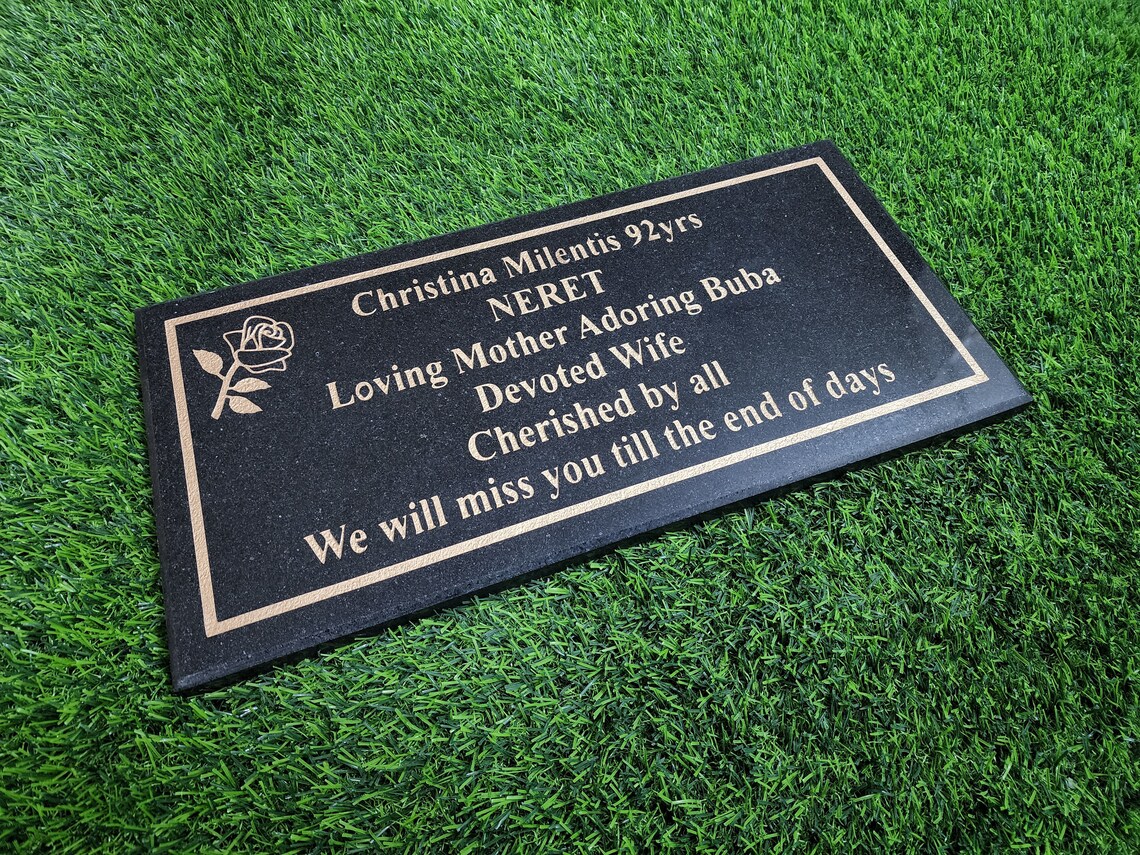 Christina Milentis 92yrs
NERET
Loving Mother Adoring Buba
Devoted Wife
Cherished by all
We will miss you till the end of days